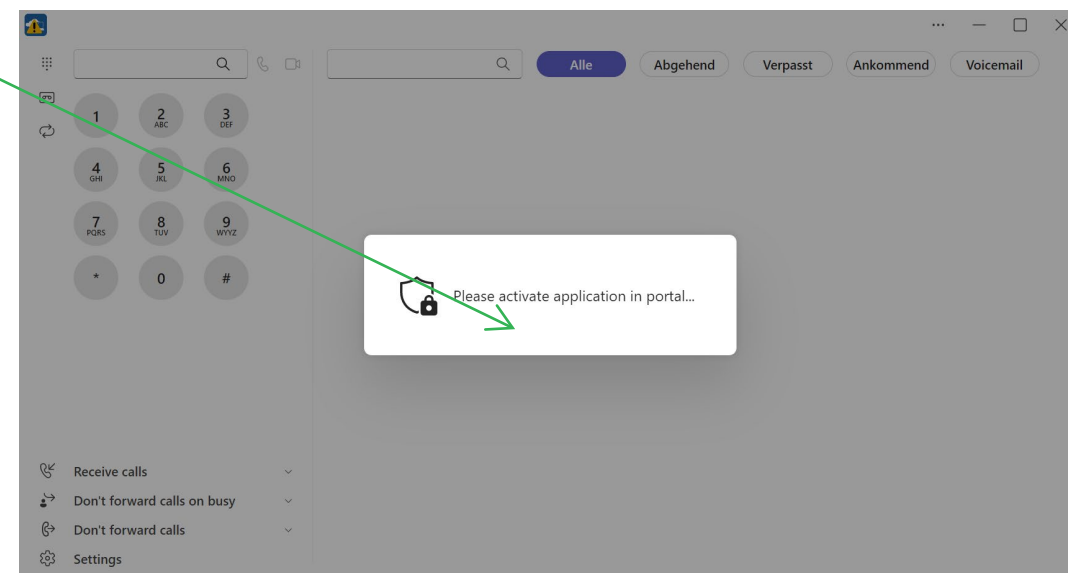 Alle Abgehend Verpasst Ankommend Voicemail
1 2 3
ABC DEF
4 5 6
GHI JKL MNO
7 8 9
PQRS TUV WYYZ
* 0 #
Please activate application in portal...
Receive calls
Don't forward calls on busy
Don't forward calls
Settings